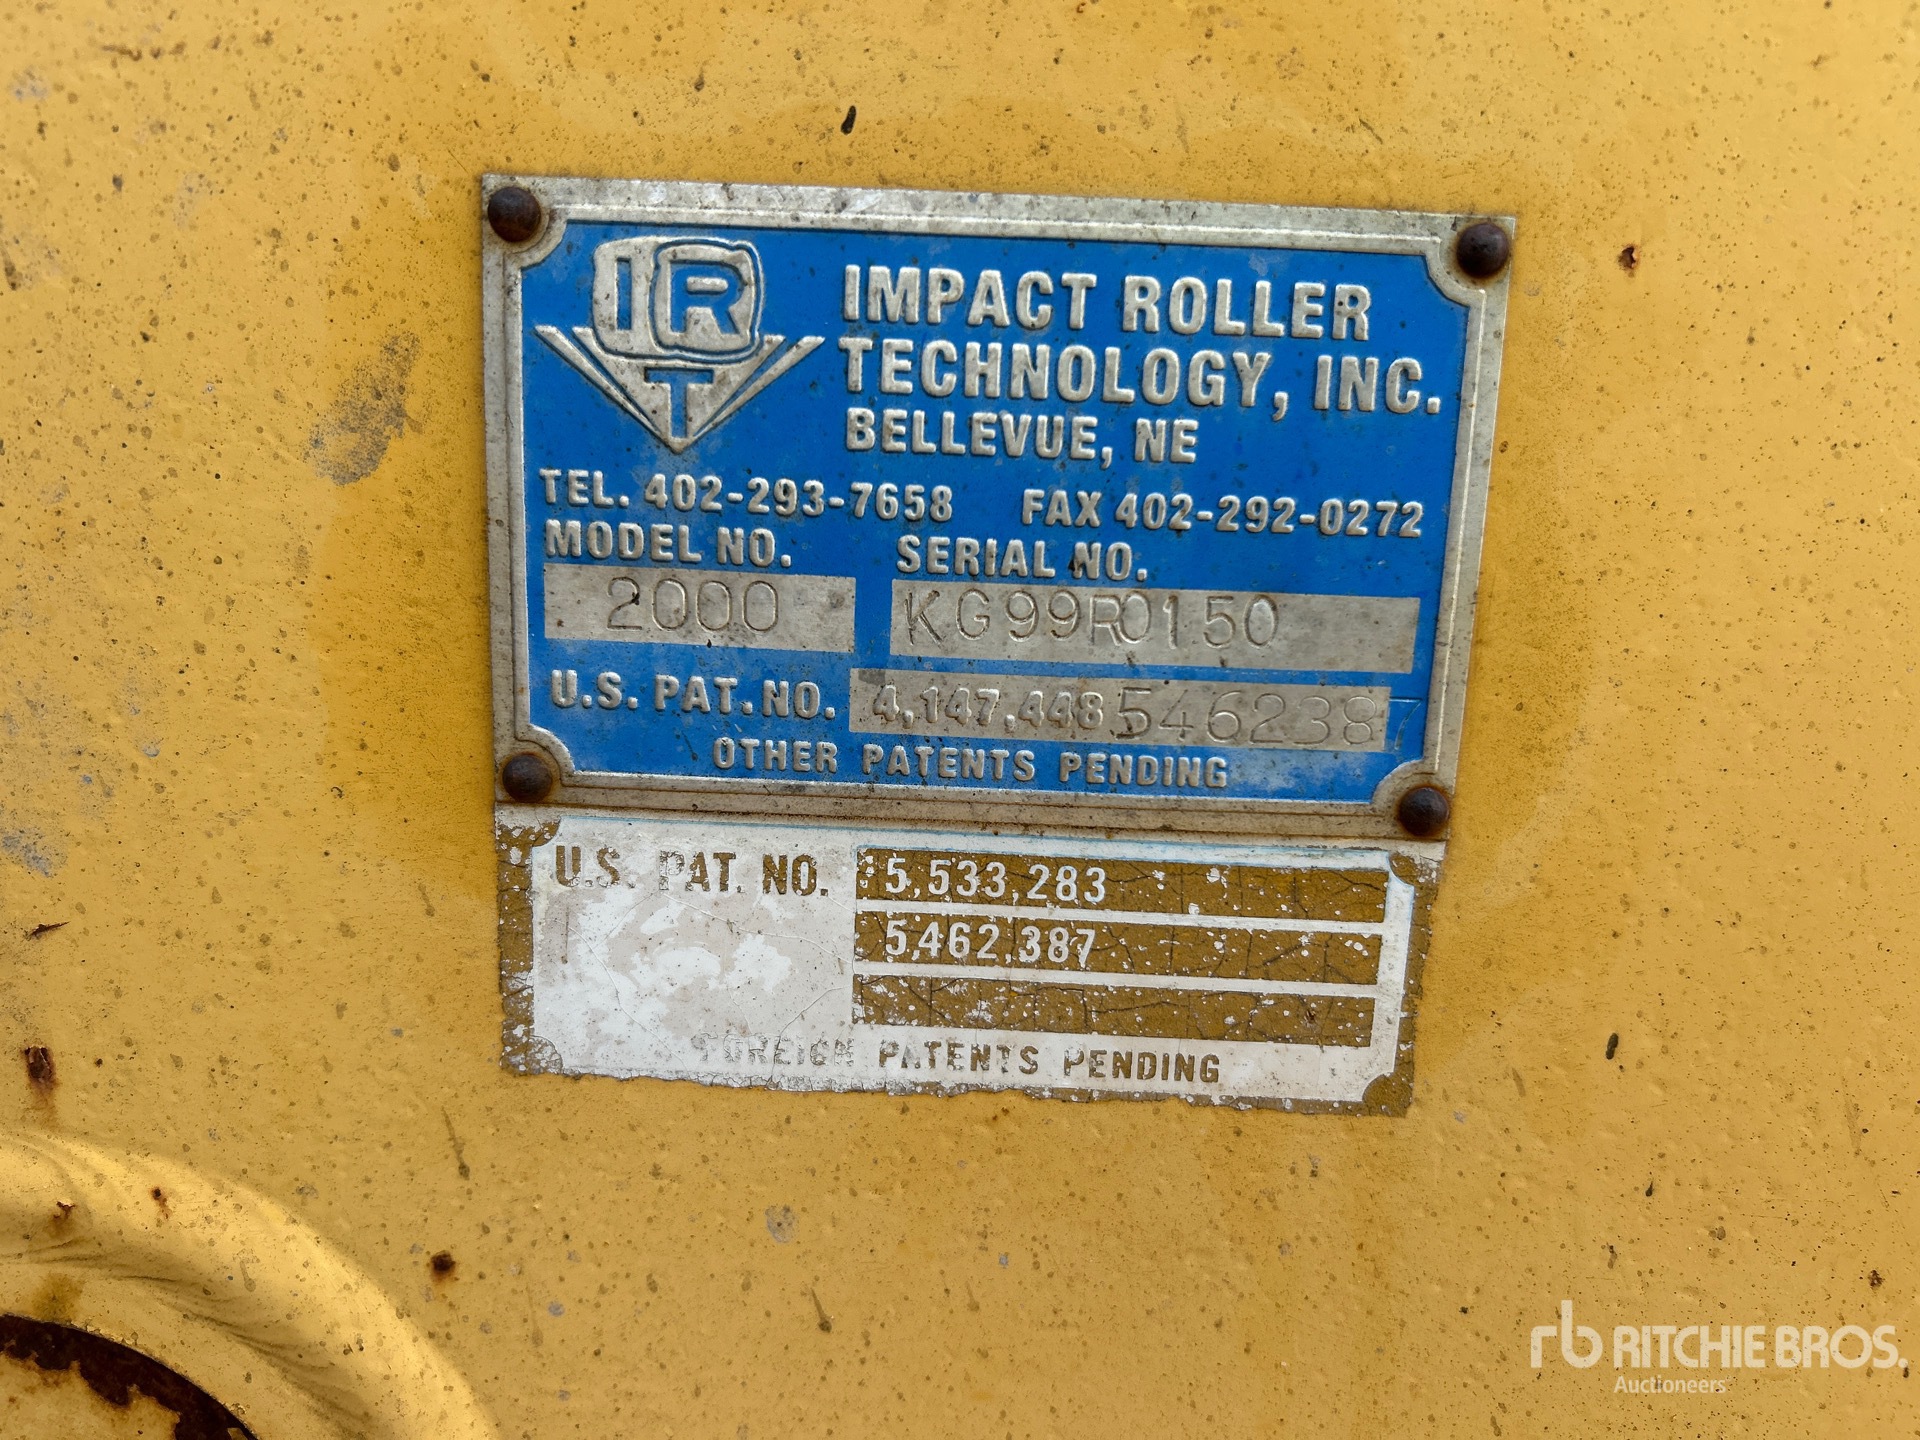 IRT
IMPACT ROLLER
TECHNOLOGY, INC.
BELLEVUE, NE
TEL. 402-293-7658 FAX 402-292-0272
MODEL NO. SERIAL NO.
2000 KG99R0150
U.S. PAT. NO. 4,147,448, 5462387
OTHER PATENTS PENDING
U.S. PAT. NO. 5,533,283
5,462,387
FOREIGN PATENTS PENDING
rb RITCHIE BROS.
Auctioneers